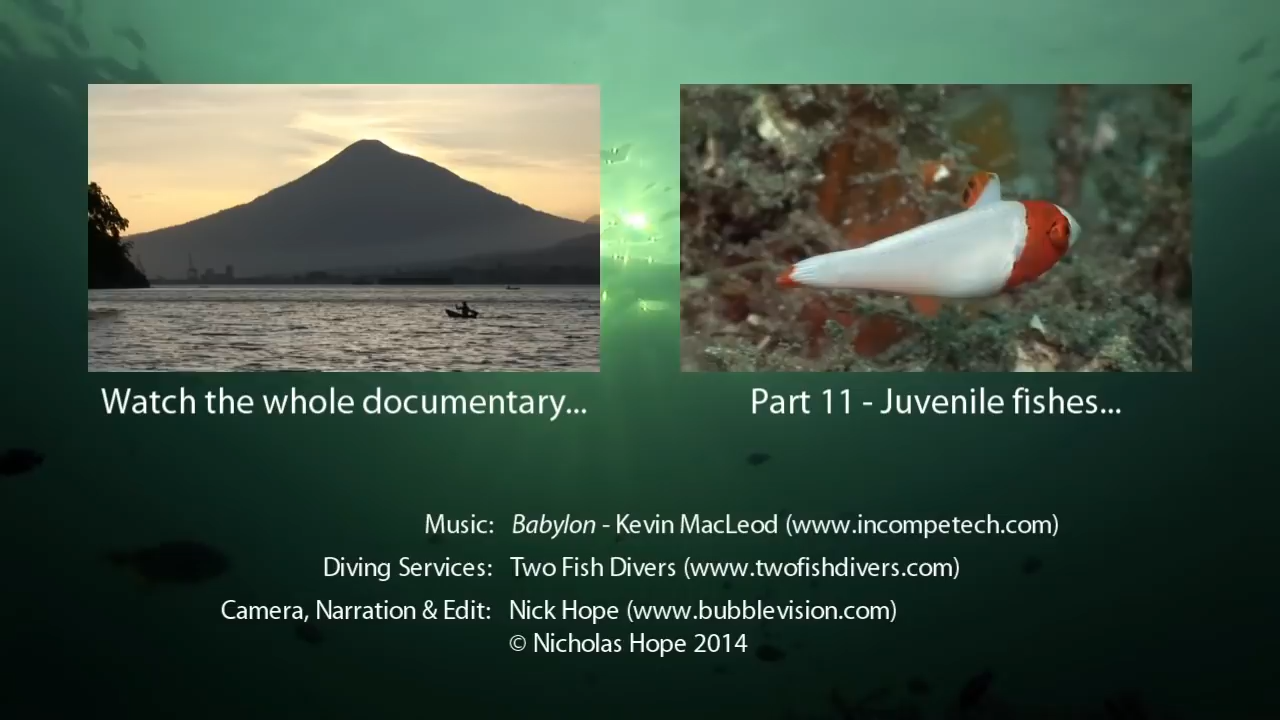 Watch the whole documentary...
Part 11 - Juvenile fishes...
Music: Babylon - Kevin MacLeod (www.incompetech.com)
Diving Services: Two Fish Divers (www.twofishdivers.com)
Camera, Narration & Edit: Nick Hope (www.bubblevision.com)
© Nicholas Hope 2014